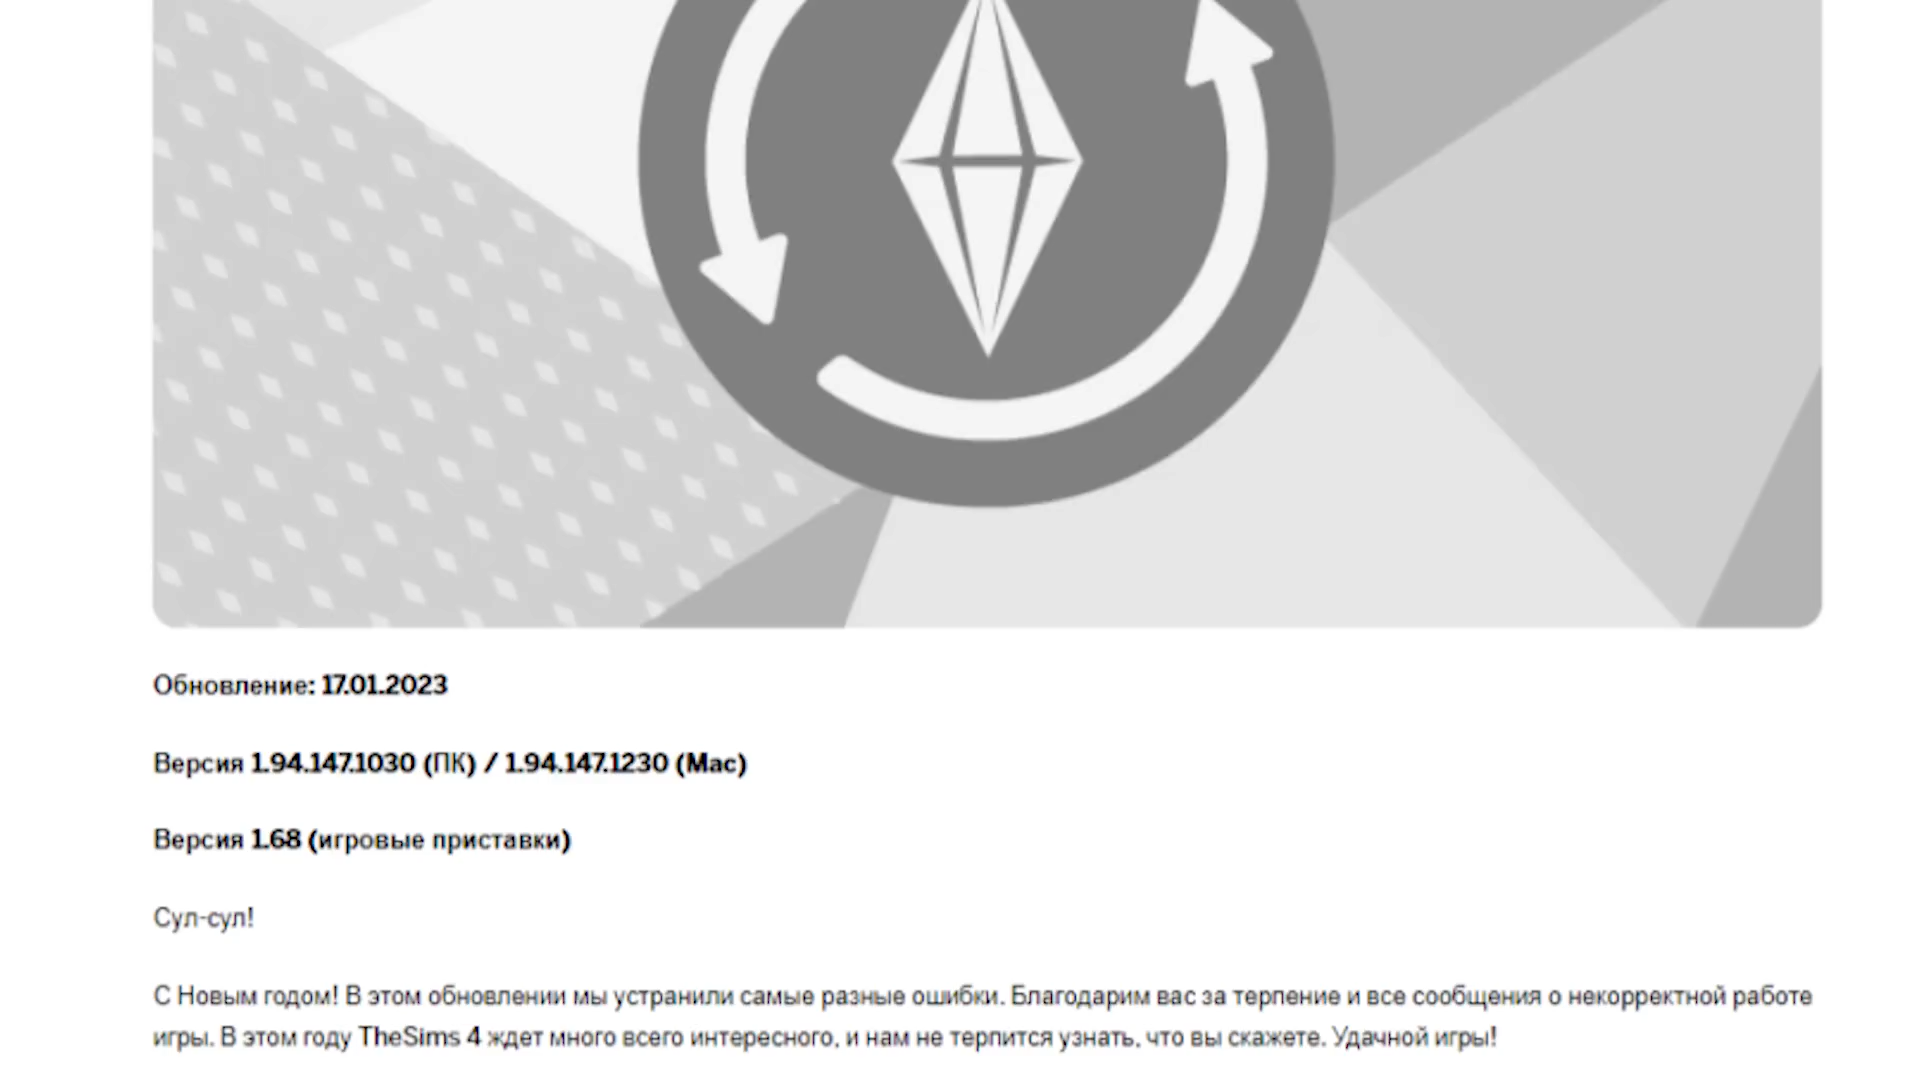 Обновление: 17.01.2023
Версия 1.94.147.1030 (ПК) / 1.94.147.1230 (Mac)
Версия 1.68 (игровые приставки)
Сул-сул!
С Новым годом! В этом обновлении мы устранили самые разные ошибки. Благодарим вас за терпение и все сообщения о некорректной работе
игры. В этом году TheSims 4 ждет много всего интересного, и нам не терпится узнать, что вы скажете. Удачной игры!